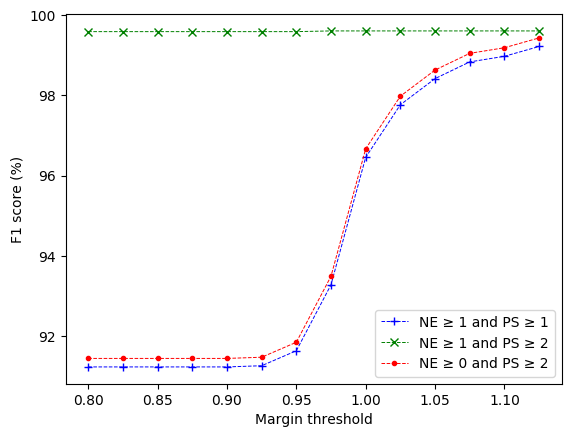 100
98
96
94
92
F1 score (%)
0.80 0.85 0.90 0.95 1.00 1.05 1.10
Margin threshold
NE ≥ 1 and PS ≥ 1
NE ≥ 1 and PS ≥ 2
NE ≥ 0 and PS ≥ 2